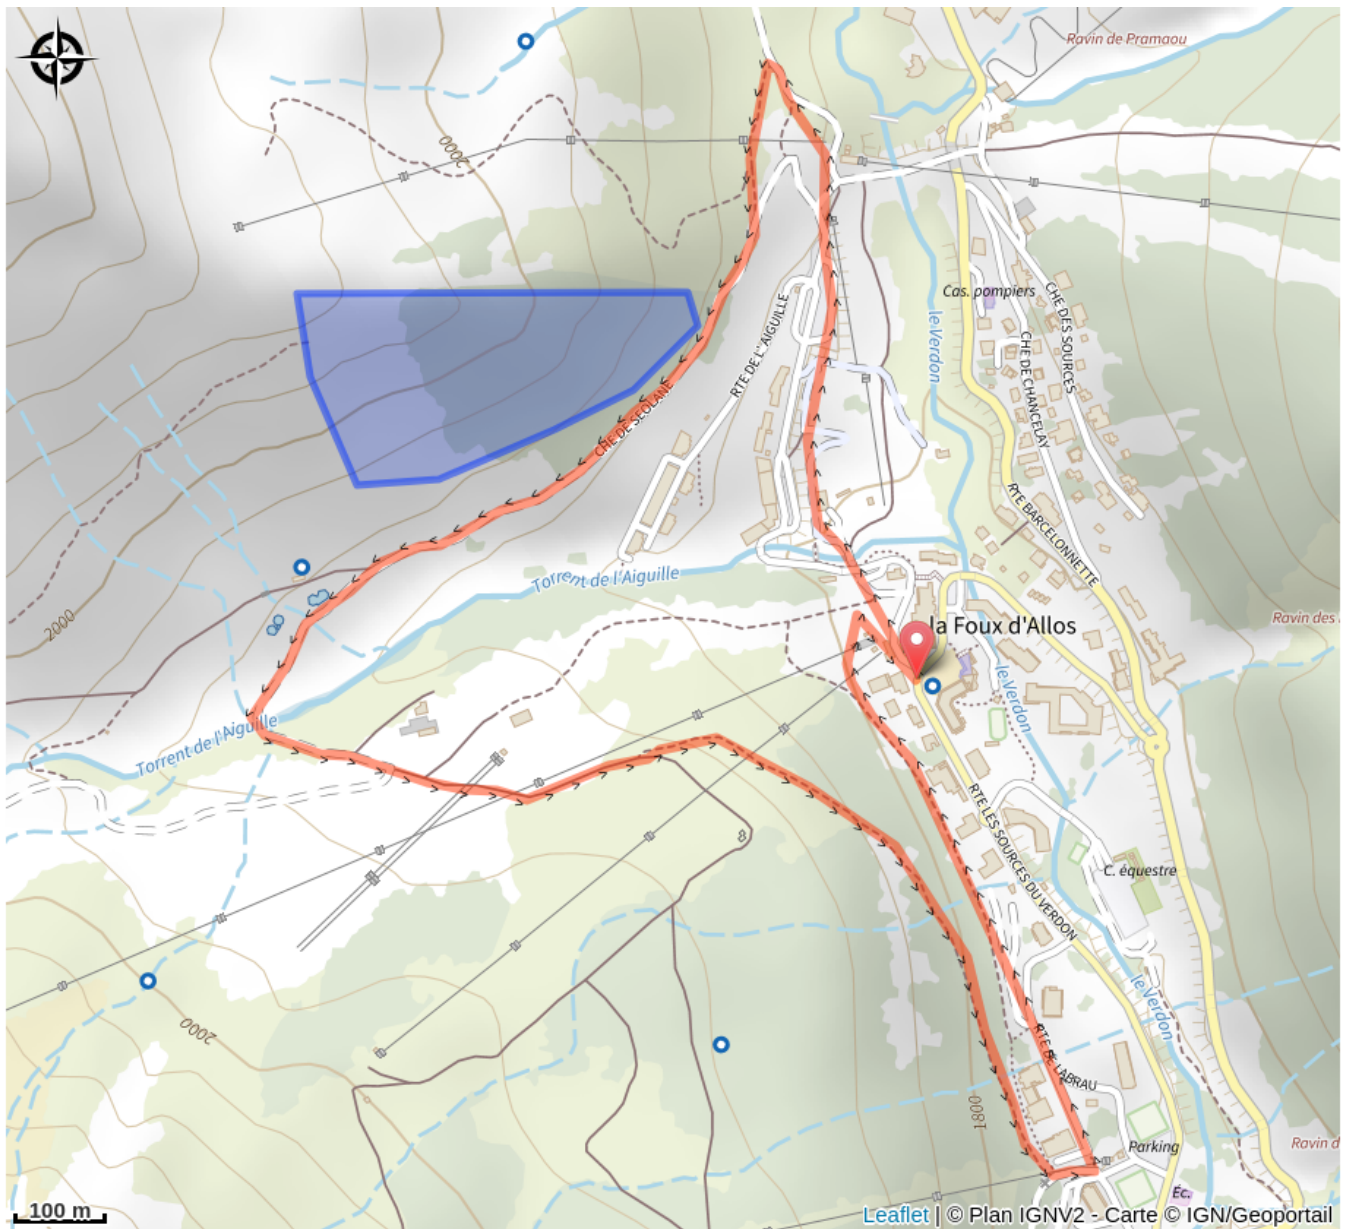 Ravin de Pramaou
2000
Cas. pompiers
CHE DES SOURCES
RTE DE L'AIGUILLE
le Verdon
CHE DE CHANCELAY
CHE DE SEOLANE
RTE BARCELONNETTE
Torrent de l'Aiguille
2000
la Foux d'Allos
Ravin des
le Verdon
Torrent de l'Aiguille
RTE LES SOURCES DU VERDON
C. équestre
le Verdon
2000
RTE DE LABRAU
1800
Parking
Ravin d
Éc.
100 m
Leaflet | © Plan IGNV2 - Carte © IGN/Geoportail